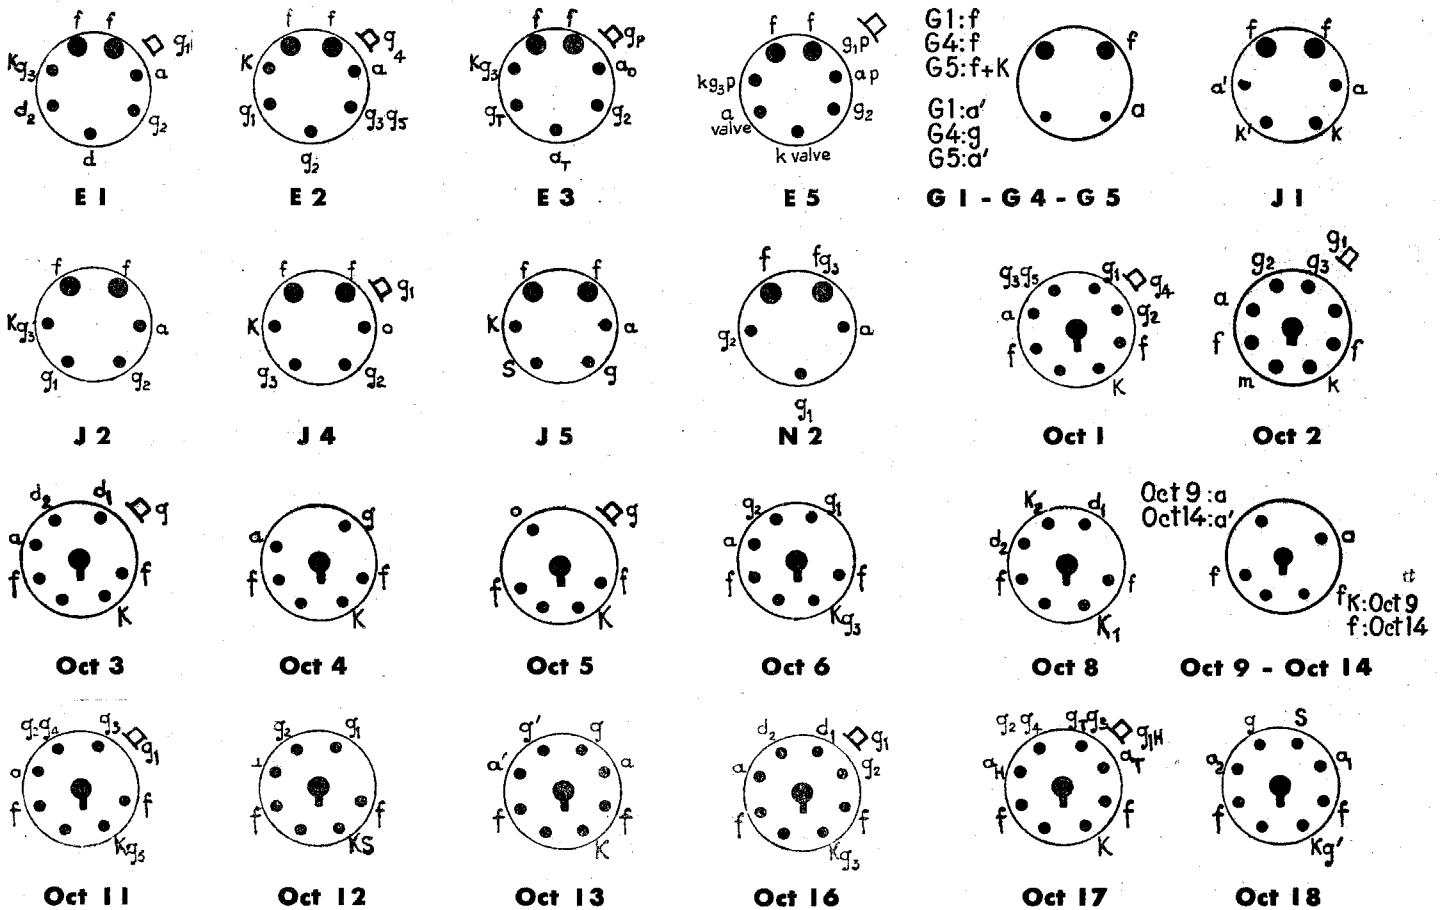 f f g1
Kg3 a
d2 g2
d
E 1
f f g4
K a
g1 g3g5
g2
E 2
f f gp
Kg3 ao
gT g2
aT
E 3
f f g1p
kg3p ap
a valve g2
k valve
E 5
G1:f
G4:f
G5:f+K
f
G1:a'
G4:g
G5:a'
a
G 1 - G 4 - G 5
f f
a' a
K' K
J 1
f f
Kg3 a
g1 g2
J 2
f f g1
K a
g3 g2
J 4
f f
K a
S g
J 5
f fg3
g2 a
g1
N 2
g3g5 g1 g4
a g2
f f
K
Oct 1
g2 g3 g1
a
f f
m k
Oct 2
d2 d1 g
a
f f
K
Oct 3
g
a
f f
K
Oct 4
o g
f f
K
Oct 5
g2 g1
a
f f
Kg3
Oct 6
K2 d1
d2
f f
K1
Oct 8
Oct 9:a
Oct14:a'
a
f f
K:Oct9
f:Oct14
Oct 9 - Oct 14
g2g4 g3 g1
a
f f
Kg5
Oct 11
g2 g1
f f
KS
Oct 12
g' g
a' a
f f
K
Oct 13
d2 d1 g1
a g2
f f
Kg3
Oct 16
g2g4 gTg3 g1H
aH aT
f f
K
Oct 17
g S
a2 a1
f f
Kg'
Oct 18